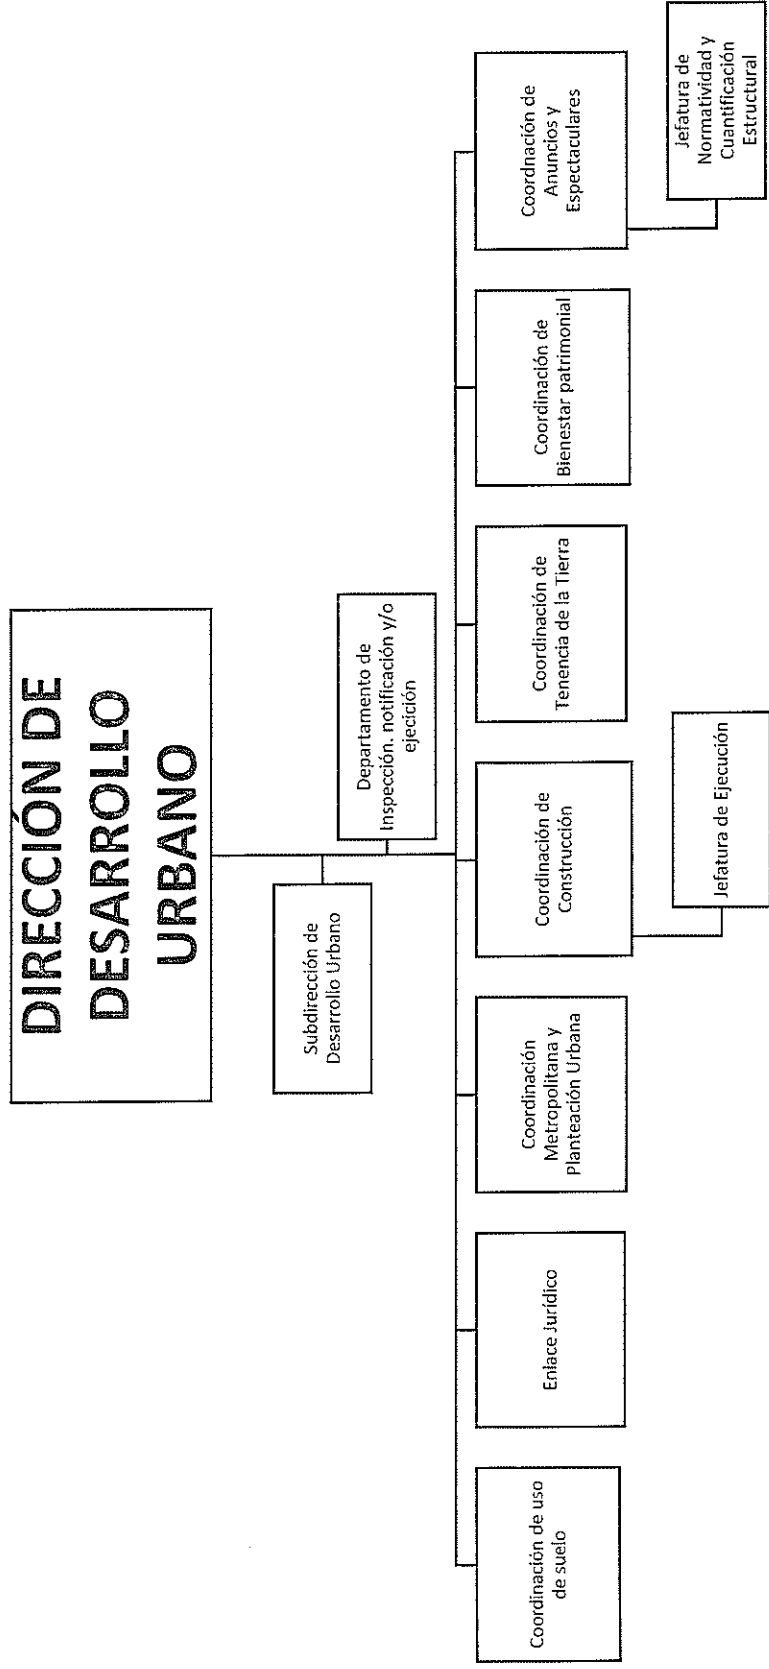 DIRECCIÓN DE
DESARROLLO
URBANO
Subdirección de
Desarrollo Urbano
Departamento de
Inspección, notificación y/o
ejecición
Coordinación de uso
de suelo
Enlace Jurídico
Coordinación
Metropolitana y
Planteación Urbana
Coordinación de
Construcción
Coordinación de
Tenencia de la Tierra
Coordinación de
Bienestar patrimonial
Coordnación de
Anuncios y
Espectaculares
Jefatura de Ejecución
Jefatura de
Normatividad y
Cuantificación
Estructural